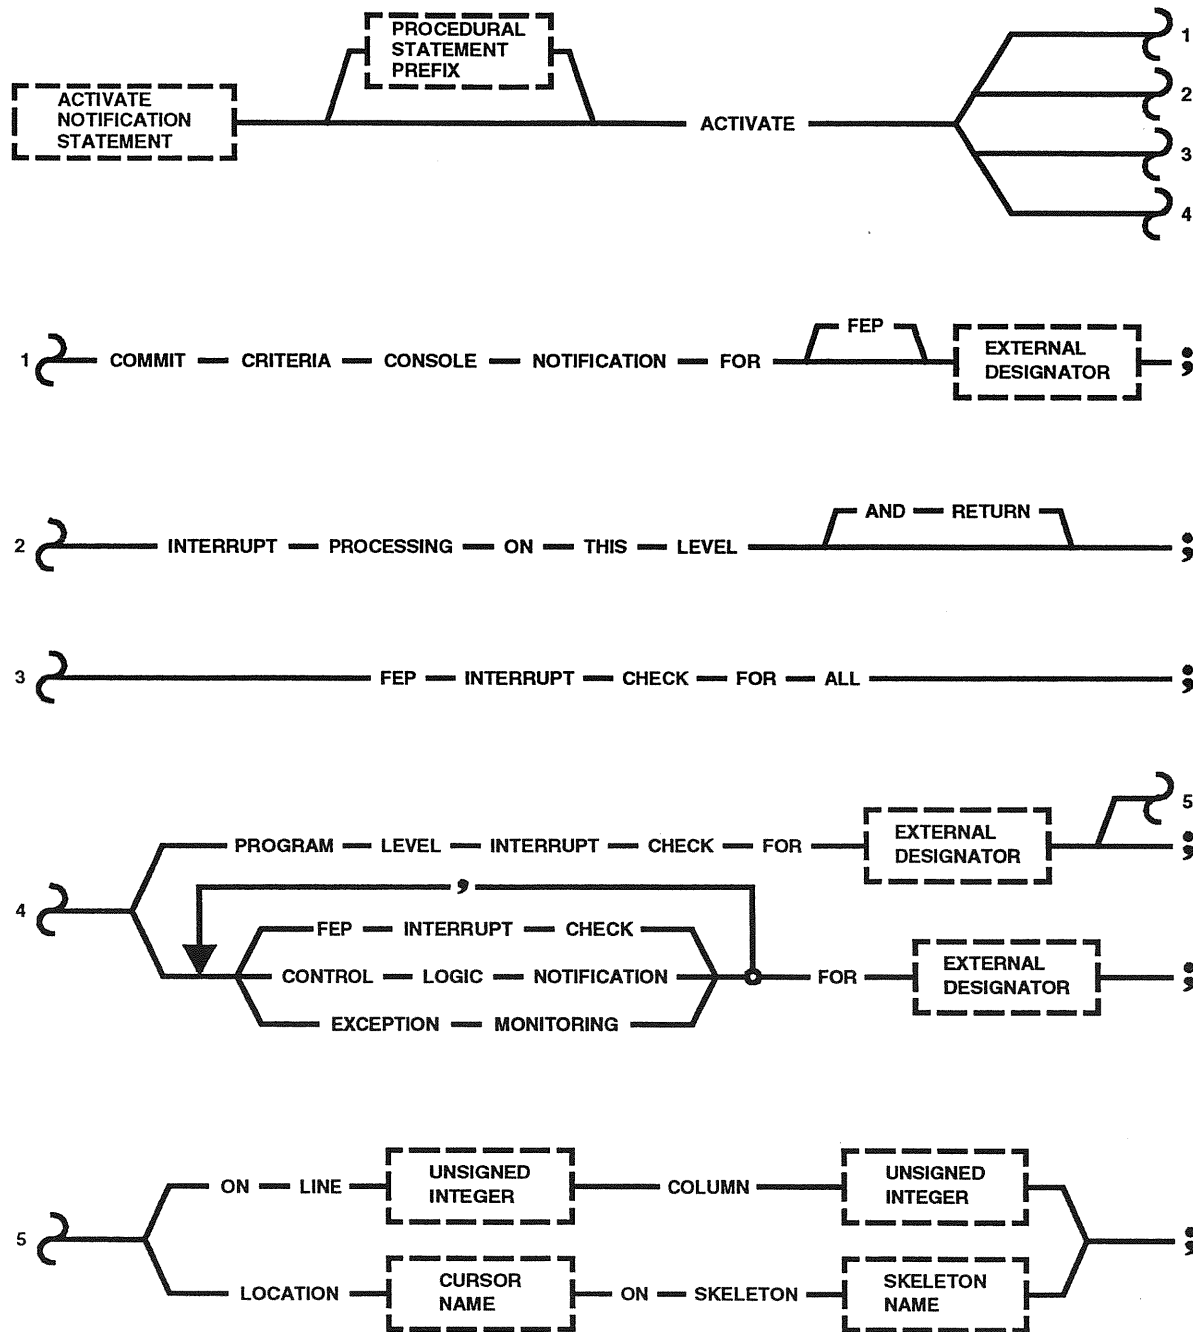 PROCEDURAL
STATEMENT
PREFIX
ACTIVATE
NOTIFICATION
STATEMENT
ACTIVATE
1
2
3
4
FEP
1 COMMIT CRITERIA CONSOLE NOTIFICATION FOR EXTERNAL DESIGNATOR ;
AND RETURN
2 INTERRUPT PROCESSING ON THIS LEVEL ;
3 FEP INTERRUPT CHECK FOR ALL ;
5
PROGRAM LEVEL INTERRUPT CHECK FOR EXTERNAL DESIGNATOR ;
,
4
FEP INTERRUPT CHECK
CONTROL LOGIC NOTIFICATION FOR EXTERNAL DESIGNATOR ;
EXCEPTION MONITORING
ON LINE UNSIGNED INTEGER COLUMN UNSIGNED INTEGER
5 ;
LOCATION CURSOR NAME ON SKELETON SKELETON NAME